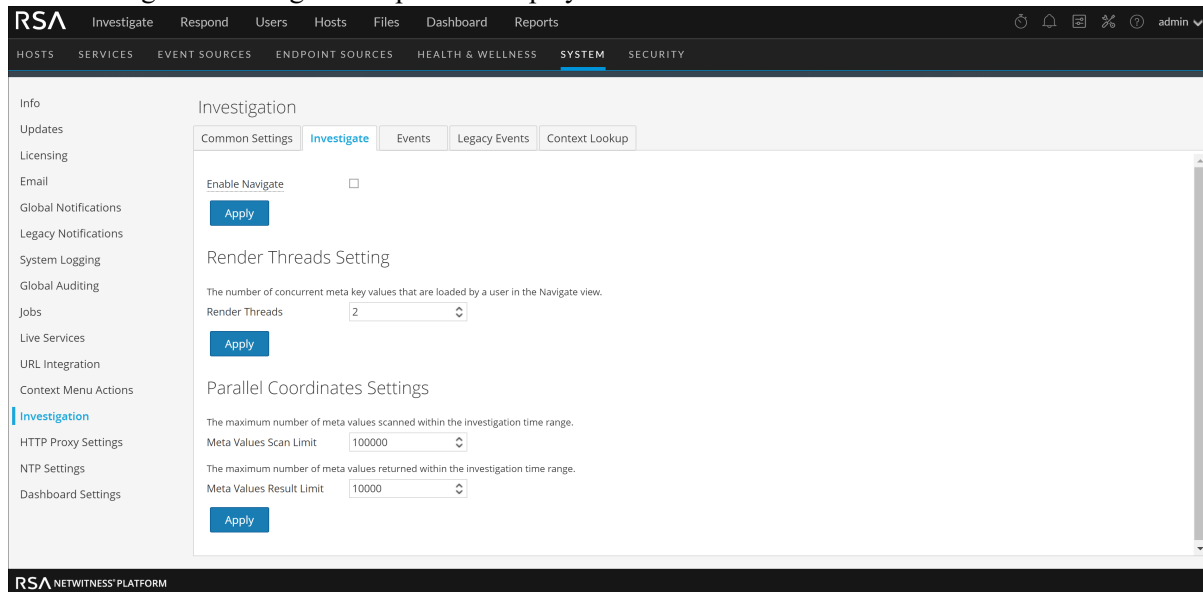 RSA Investigate Respond Users Hosts Files Dashboard Reports admin
HOSTS SERVICES EVENT SOURCES ENDPOINT SOURCES HEALTH & WELLNESS SYSTEM SECURITY
Info
Updates
Licensing
Email
Global Notifications
Legacy Notifications
System Logging
Global Auditing
Jobs
Live Services
URL Integration
Context Menu Actions
Investigation
HTTP Proxy Settings
NTP Settings
Dashboard Settings
Investigation
Common Settings Investigate Events Legacy Events Context Lookup
Enable Navigate
Apply
Render Threads Setting
The number of concurrent meta key values that are loaded by a user in the Navigate view.
Render Threads 2
Apply
Parallel Coordinates Settings
The maximum number of meta values scanned within the investigation time range.
Meta Values Scan Limit 100000
The maximum number of meta values returned within the investigation time range.
Meta Values Result Limit 10000
Apply
RSA NETWITNESS® PLATFORM